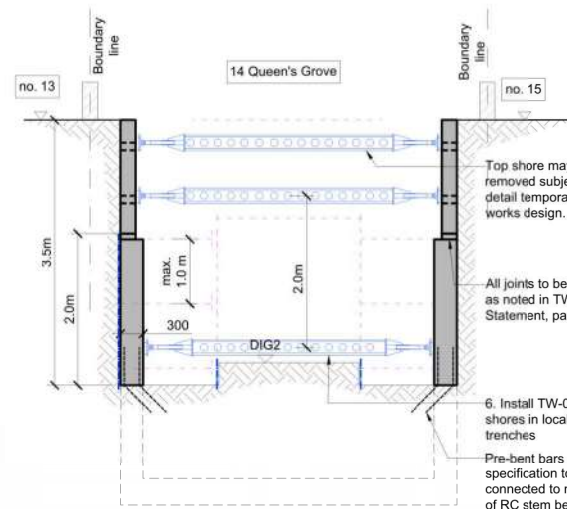 Boundary
line
Boundary
line
14 Queen's Grove
no. 13
no. 15
Top shore ma
removed subje
detail tempora
works design.
3.5m
2.0m
max.
1.0 m
2.0m
300
All joints to be
as noted in TW
Statement, pa
DIG2
6. Install TW-0
shores in local
trenches
Pre-bent bars
specification to
connected to r
of RC stem be